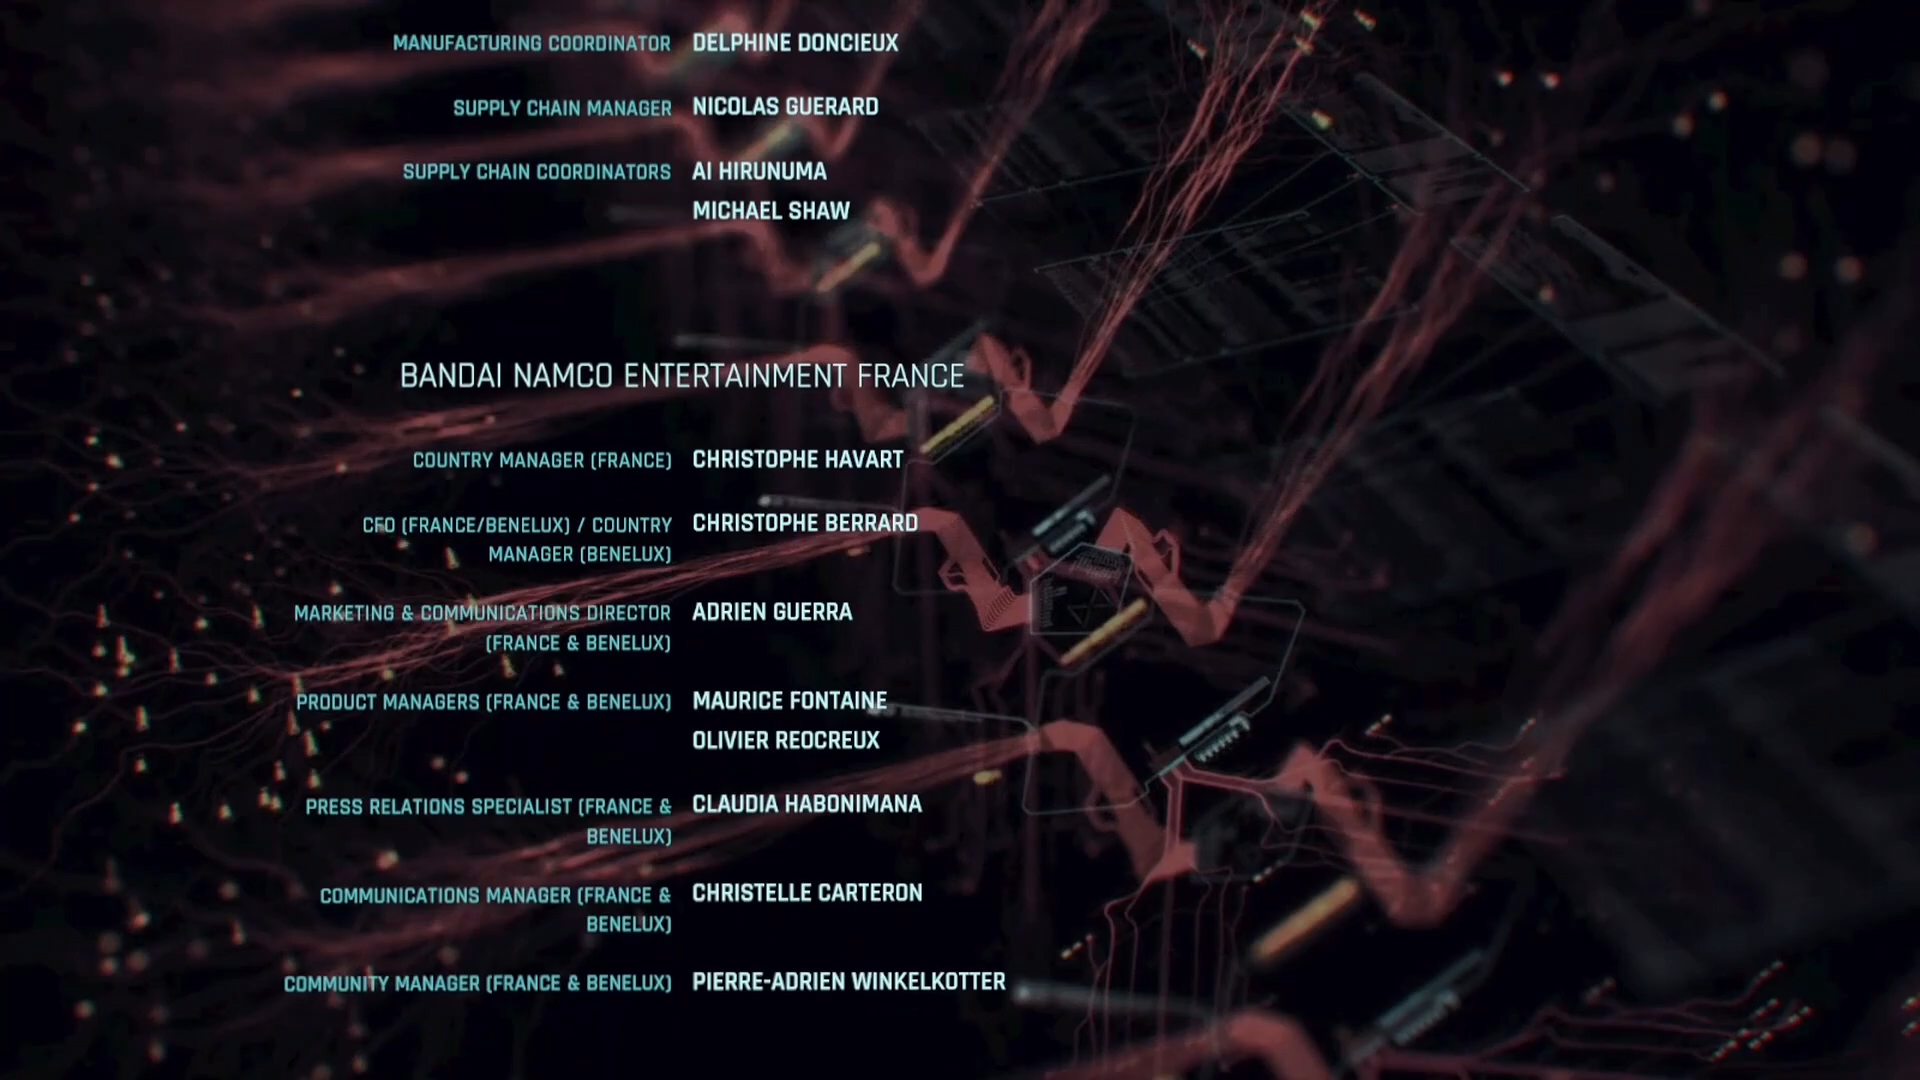 MANUFACTURING COORDINATOR DELPHINE DONCIEUX
SUPPLY CHAIN MANAGER NICOLAS GUERARD
SUPPLY CHAIN COORDINATORS AI HIRUNUMA
MICHAEL SHAW
BANDAI NAMCO ENTERTAINMENT FRANCE
COUNTRY MANAGER (FRANCE) CHRISTOPHE HAVART
CFO (FRANCE/BENELUX) / COUNTRY CHRISTOPHE BERRARD
MANAGER (BENELUX)
MARKETING & COMMUNICATIONS DIRECTOR ADRIEN GUERRA
(FRANCE & BENELUX)
PRODUCT MANAGERS (FRANCE & BENELUX) MAURICE FONTAINE
OLIVIER REOCREUX
PRESS RELATIONS SPECIALIST (FRANCE & CLAUDIA HABONIMANA
BENELUX)
COMMUNICATIONS MANAGER (FRANCE & CHRISTELLE CARTERON
BENELUX)
COMMUNITY MANAGER (FRANCE & BENELUX) PIERRE-ADRIEN WINKELKOTTER